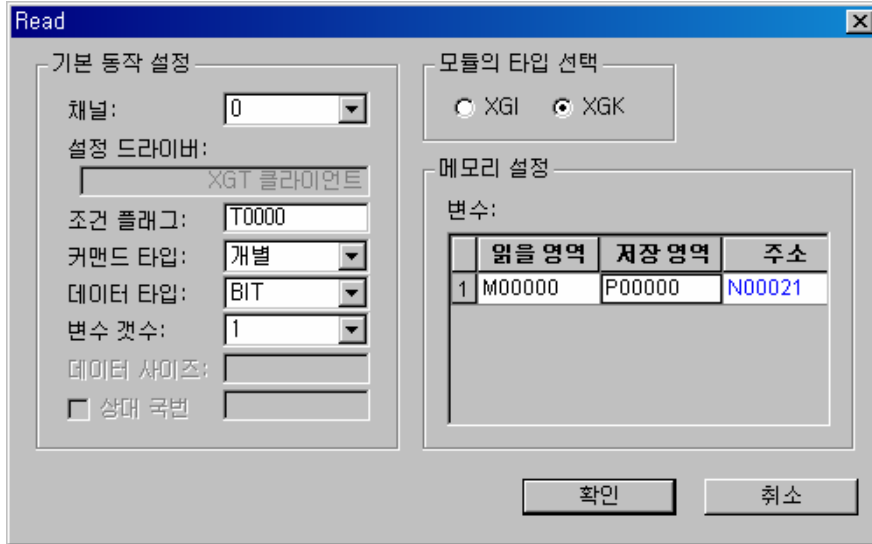 Read
기본 동작 설정
채널: 0
설정 드라이버:
XGT 클라이언트
조건 플래그: T0000
커맨드 타입: 개별
데이터 타입: BIT
변수 갯수: 1
데이터 사이즈:
상대 국번
모듈의 타입 선택
XGI XGK
메모리 설정
변수:
읽을 영역 저장 영역 주소
1 M00000 P00000 N00021
확인 취소